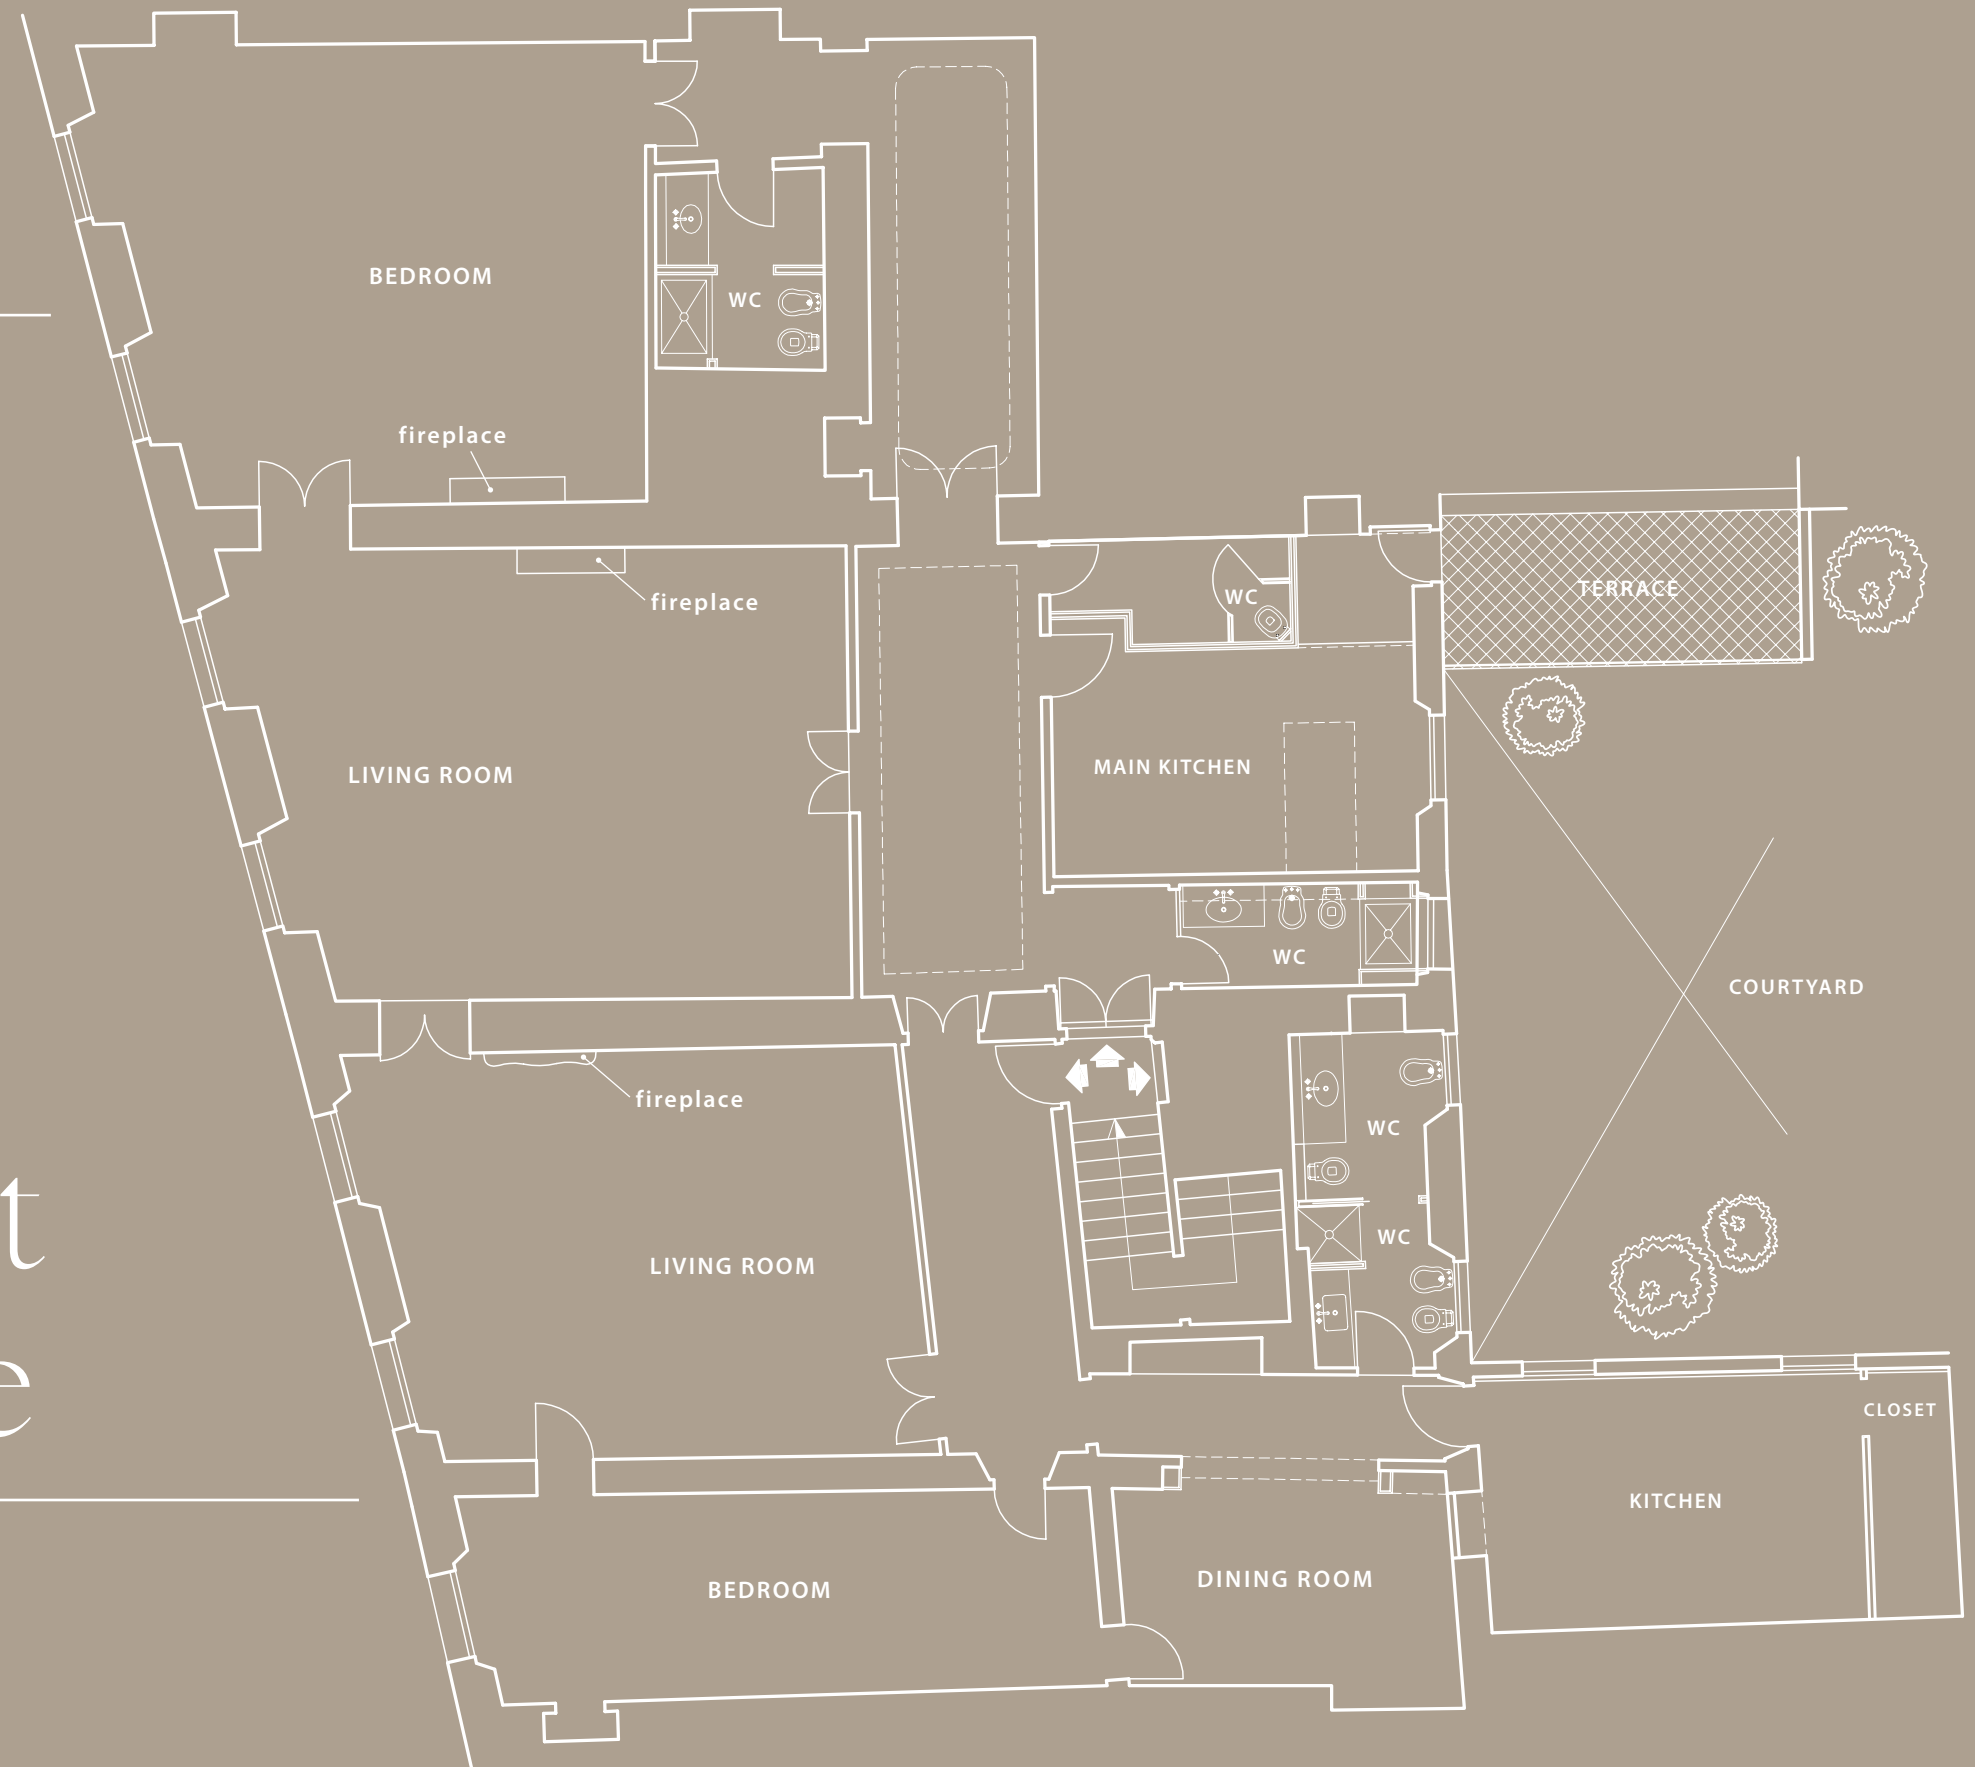 BEDROOM
WC
fireplace
fireplace
WC
TERRACE
LIVING ROOM
MAIN KITCHEN
WC
COURTYARD
fireplace
WC
t
WC
LIVING ROOM
e
CLOSET
KITCHEN
DINING ROOM
BEDROOM